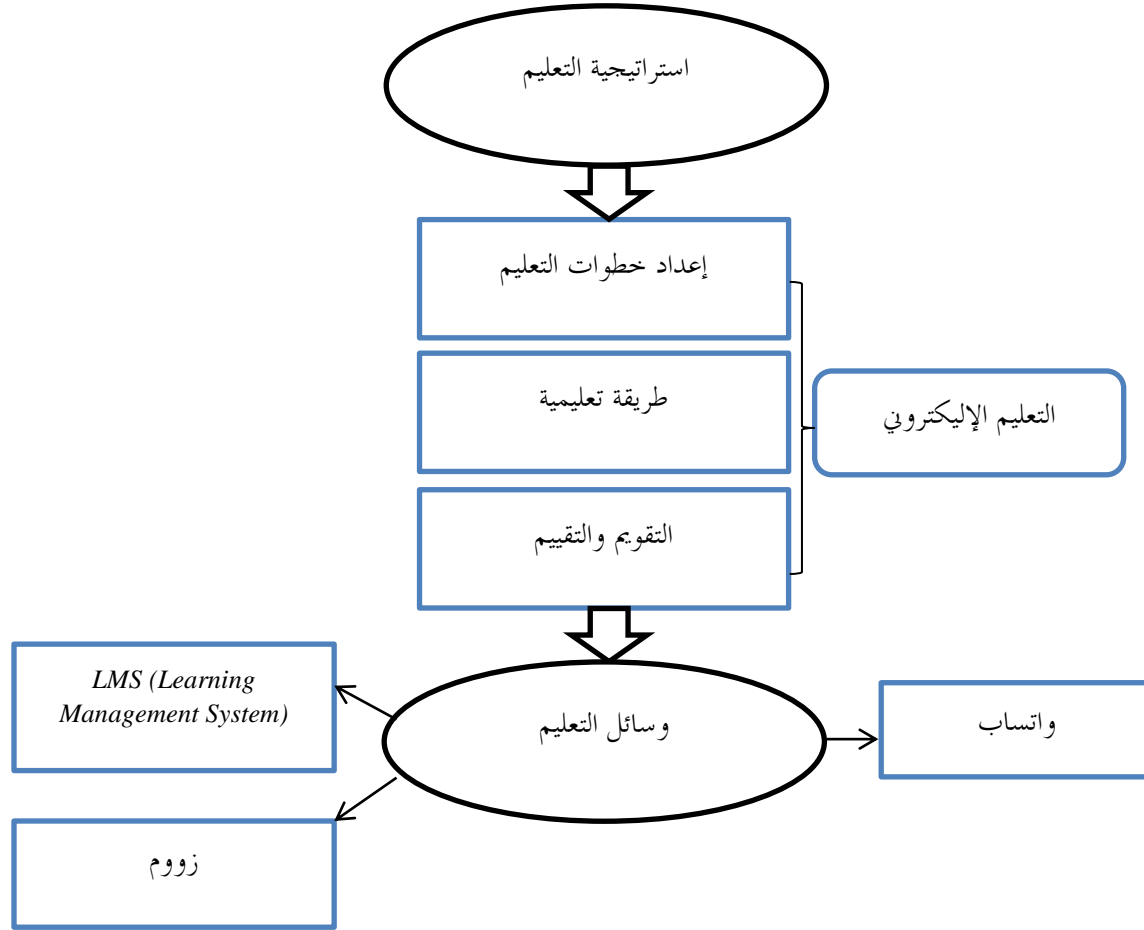 استراتيجية التعليم
إعداد خطوات التعليم
طريقة تعليمية
التعليم الإليكتروني
التقويم والتقييم
LMS (Learning
Management System)
وسائل التعليم
واتساب
زووم